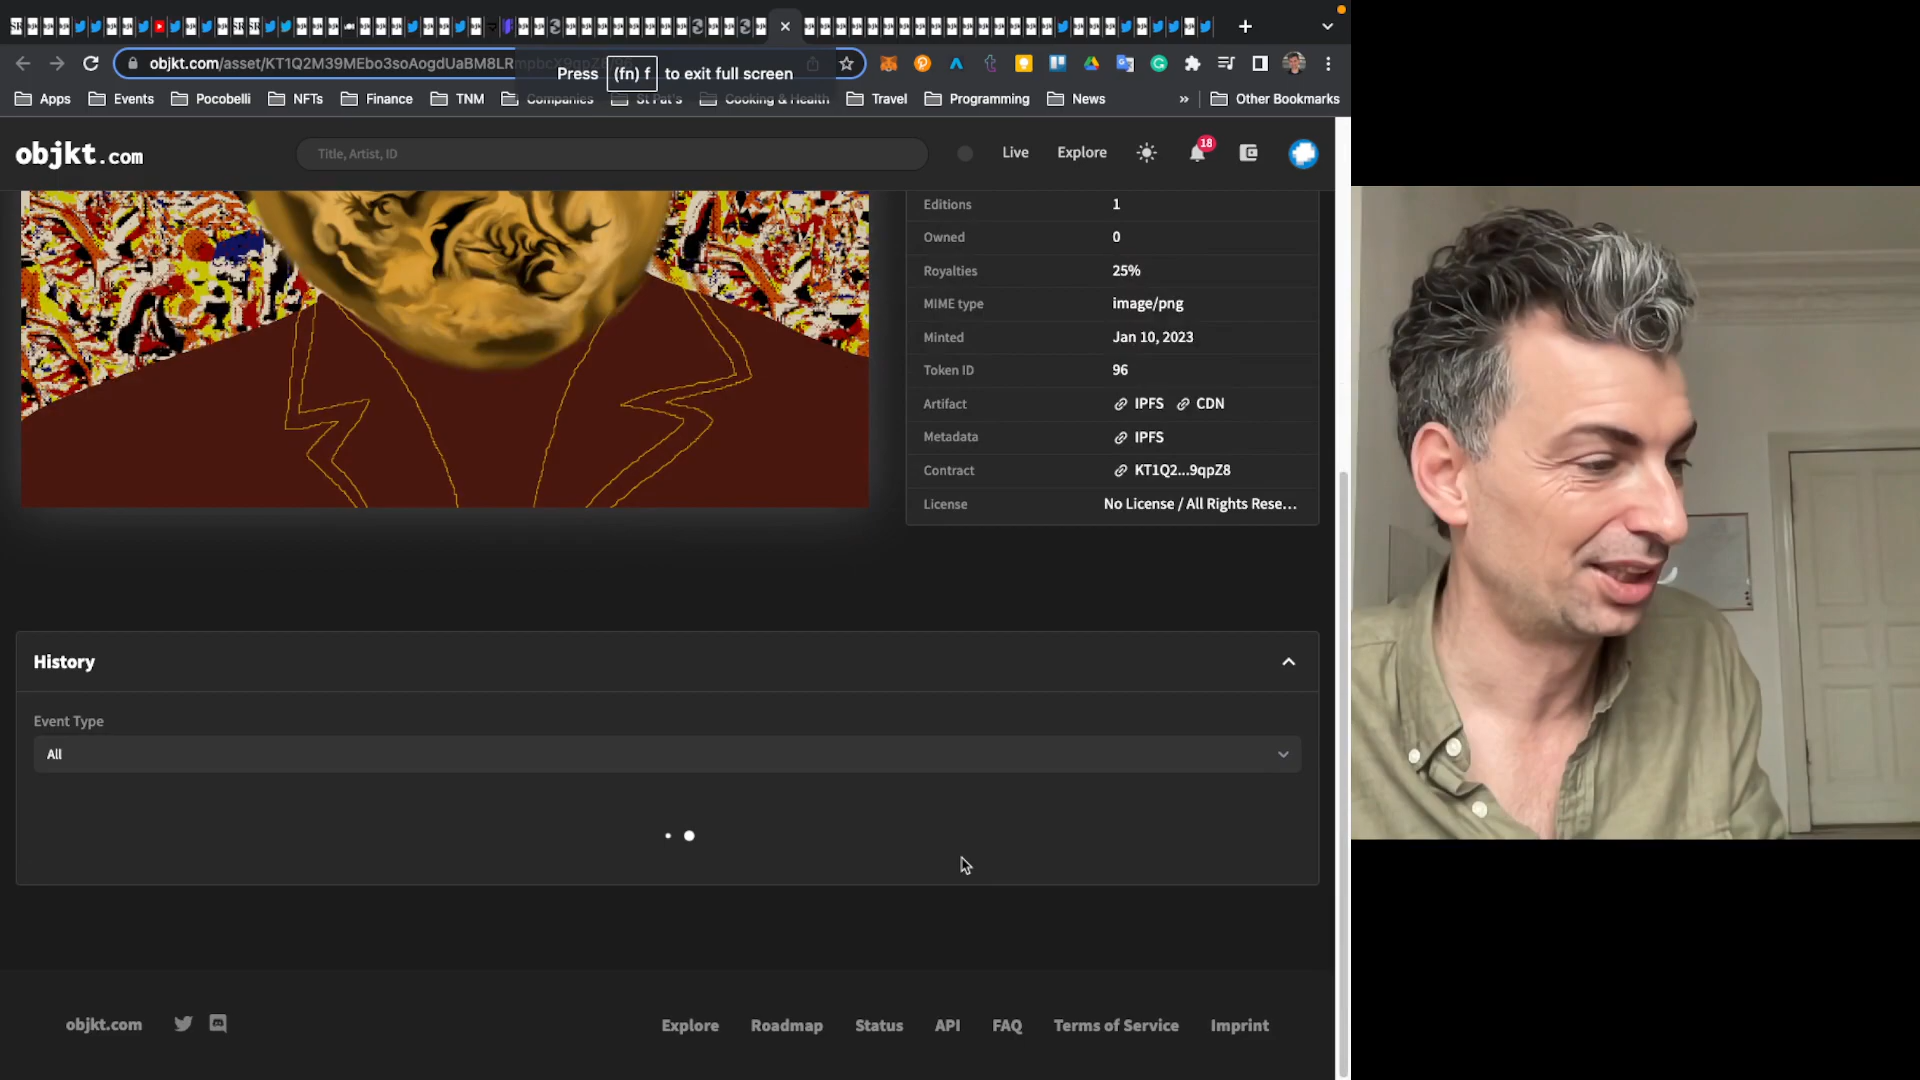 objkt.com/asset/KT1Q2M39MEbo3soAogdUaBM8LRmpbcX9qpZ8/96
Press (fn) f to exit full screen
Apps Events Pocobelli NFTs Finance TNM Companies St Pat's Cooking & Health Travel Programming News » Other Bookmarks
objkt.com Title, Artist, ID Live Explore 18
Editions 1
Owned 0
Royalties 25%
MIME type image/png
Minted Jan 10, 2023
Token ID 96
Artifact IPFS CDN
Metadata IPFS
Contract KT1Q2...9qpZ8
License No License / All Rights Rese...
History
Event Type
All
objkt.com Explore Roadmap Status API FAQ Terms of Service Imprint